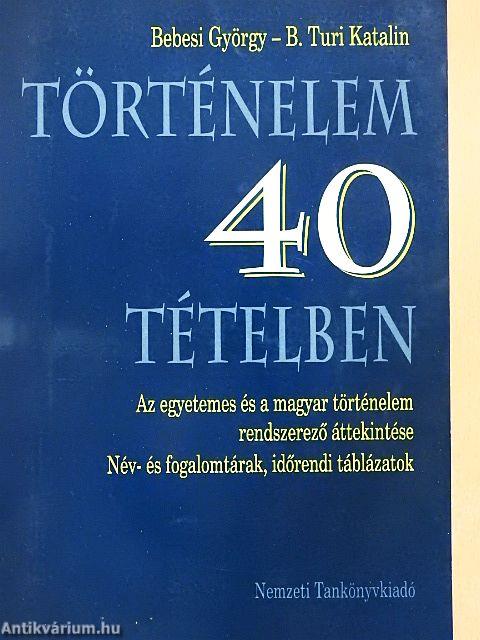 Bebesi György – B. Turi Katalin
TÖRTÉNELEM
40
TÉTELBEN
Az egyetemes és a magyar történelem
rendszerező áttekintése
Név- és fogalomtárak, időrendi táblázatok
Nemzeti Tankönyvkiadó
Antikvárium.hu